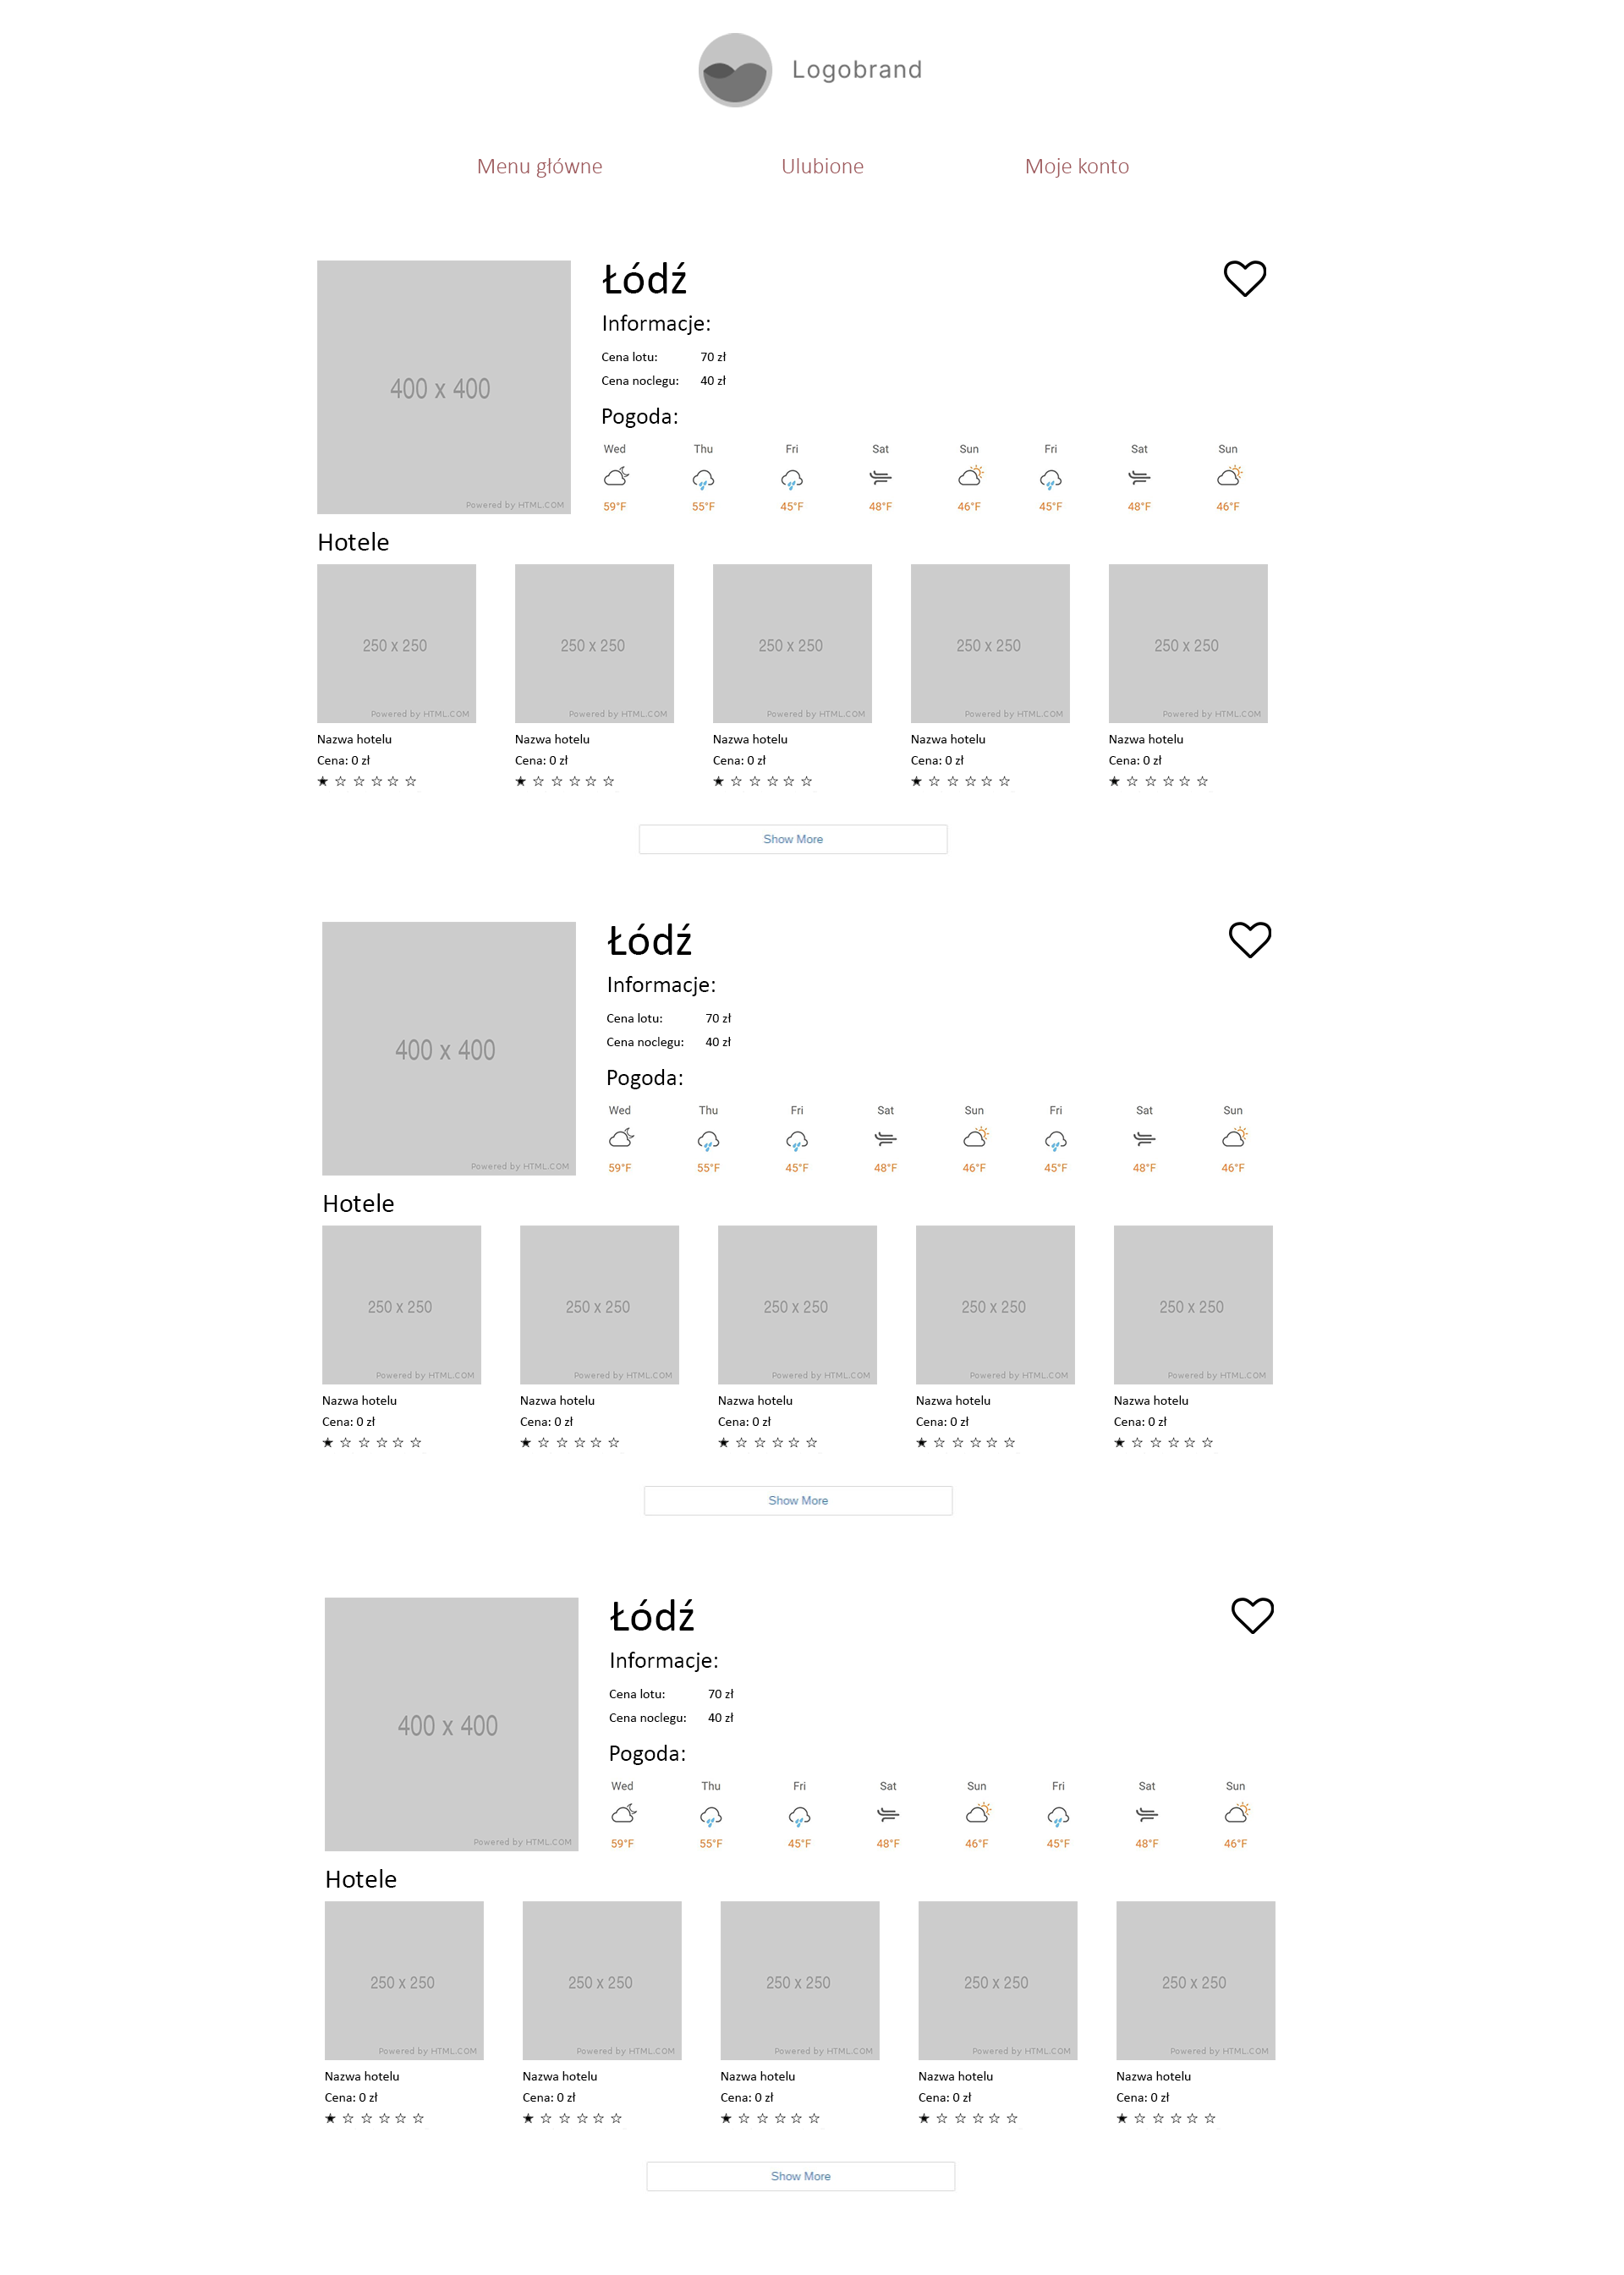 Logobrand
Menu główne Ulubione Moje konto
Łódź
Informacje:
Cena lotu: 70 zł
Cena noclegu: 40 zł
Pogoda:
Wed Thu Fri Sat Sun Fri Sat Sun
59°F 55°F 45°F 48°F 46°F 45°F 48°F 46°F
400 x 400
Powered by HTML.COM
Hotele
250 x 250 250 x 250 250 x 250 250 x 250 250 x 250
Powered by HTML.COM Powered by HTML.COM Powered by HTML.COM Powered by HTML.COM Powered by HTML.COM
Nazwa hotelu Nazwa hotelu Nazwa hotelu Nazwa hotelu Nazwa hotelu
Cena: 0 zł Cena: 0 zł Cena: 0 zł Cena: 0 zł Cena: 0 zł
Show More
Łódź
Informacje:
Cena lotu: 70 zł
Cena noclegu: 40 zł
Pogoda:
Wed Thu Fri Sat Sun Fri Sat Sun
59°F 55°F 45°F 48°F 46°F 45°F 48°F 46°F
400 x 400
Powered by HTML.COM
Hotele
250 x 250 250 x 250 250 x 250 250 x 250 250 x 250
Powered by HTML.COM Powered by HTML.COM Powered by HTML.COM Powered by HTML.COM Powered by HTML.COM
Nazwa hotelu Nazwa hotelu Nazwa hotelu Nazwa hotelu Nazwa hotelu
Cena: 0 zł Cena: 0 zł Cena: 0 zł Cena: 0 zł Cena: 0 zł
Show More
Łódź
Informacje:
Cena lotu: 70 zł
Cena noclegu: 40 zł
Pogoda:
Wed Thu Fri Sat Sun Fri Sat Sun
59°F 55°F 45°F 48°F 46°F 45°F 48°F 46°F
400 x 400
Powered by HTML.COM
Hotele
250 x 250 250 x 250 250 x 250 250 x 250 250 x 250
Powered by HTML.COM Powered by HTML.COM Powered by HTML.COM Powered by HTML.COM Powered by HTML.COM
Nazwa hotelu Nazwa hotelu Nazwa hotelu Nazwa hotelu Nazwa hotelu
Cena: 0 zł Cena: 0 zł Cena: 0 zł Cena: 0 zł Cena: 0 zł
Show More